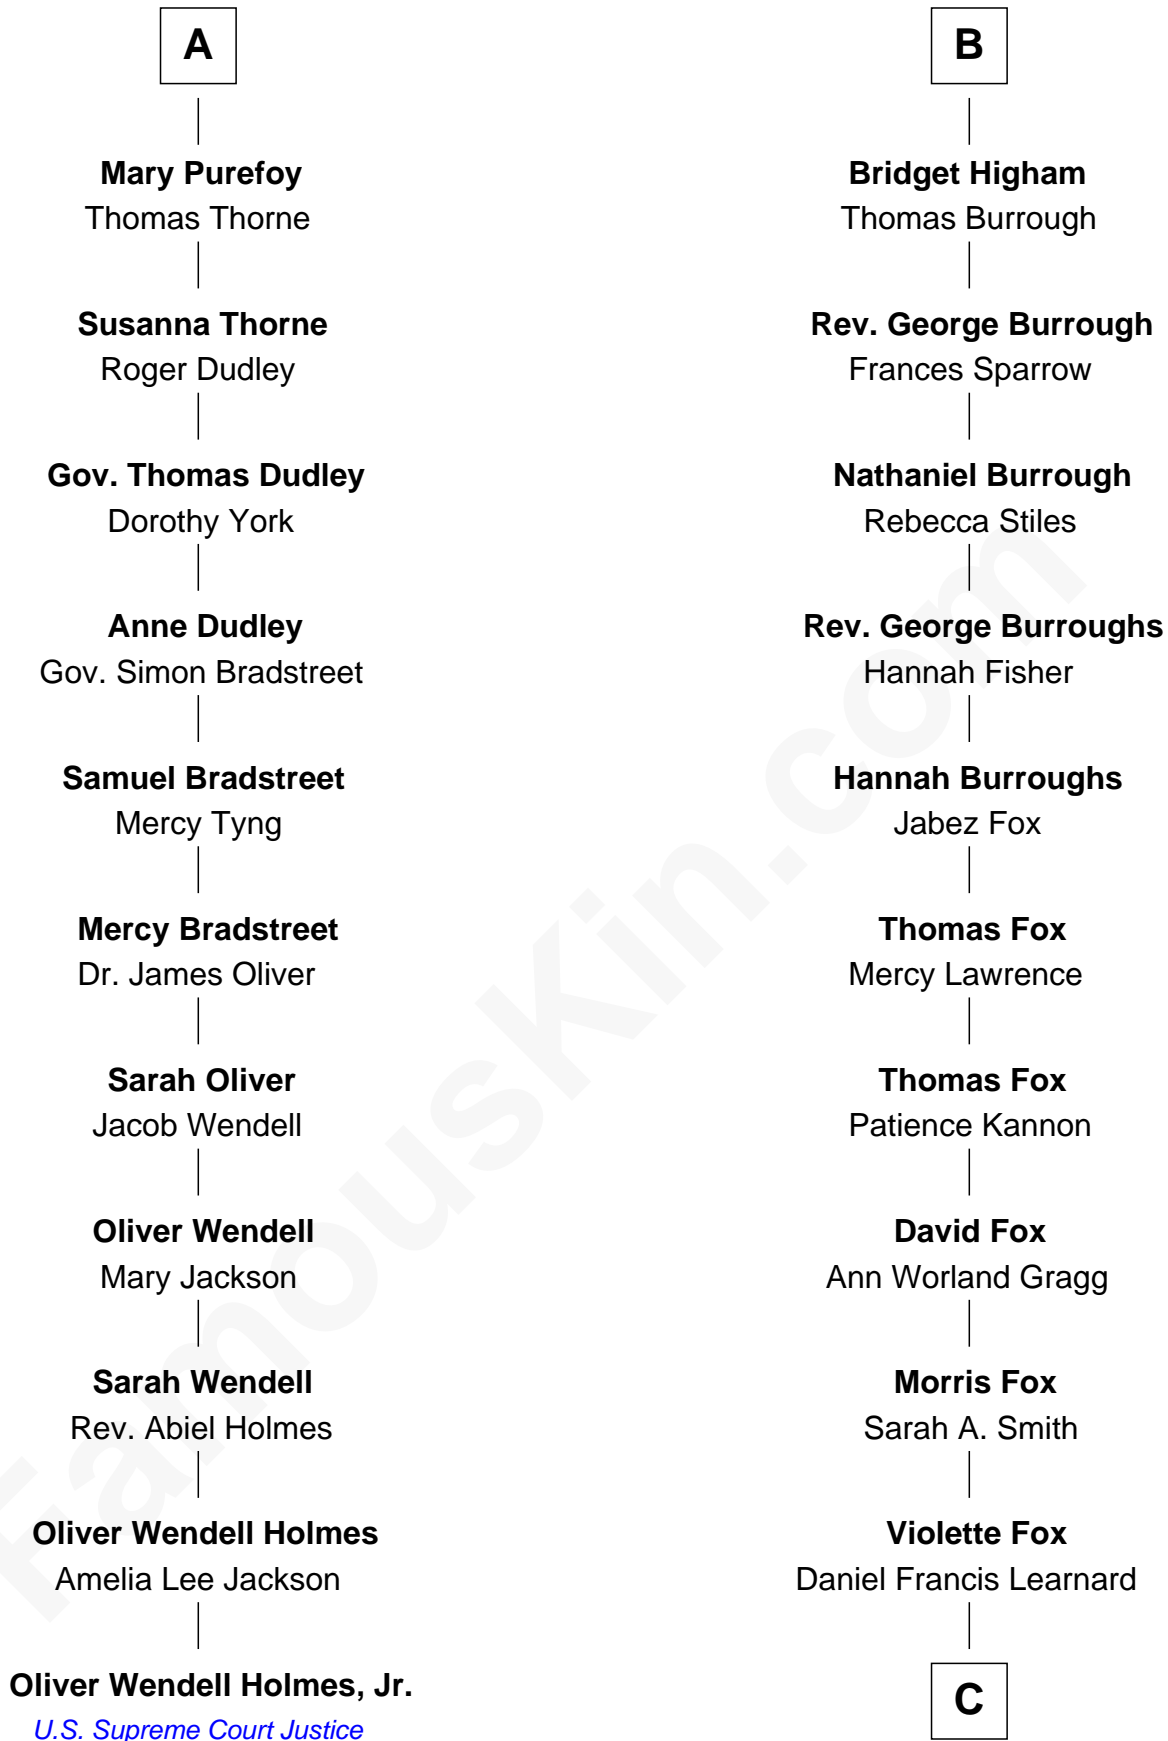 A
Mary Purefoy
Thomas Thorne
Susanna Thorne
Roger Dudley
Gov. Thomas Dudley
Dorothy York
Anne Dudley
Gov. Simon Bradstreet
Samuel Bradstreet
Mercy Tyng
Mercy Bradstreet
Dr. James Oliver
Sarah Oliver
Jacob Wendell
Oliver Wendell
Mary Jackson
Sarah Wendell
Rev. Abiel Holmes
Oliver Wendell Holmes
Amelia Lee Jackson
Oliver Wendell Holmes, Jr.
U.S. Supreme Court Justice
B
Bridget Higham
Thomas Burrough
Rev. George Burrough
Frances Sparrow
Nathaniel Burrough
Rebecca Stiles
Rev. George Burroughs
Hannah Fisher
Hannah Burroughs
Jabez Fox
Thomas Fox
Mercy Lawrence
Thomas Fox
Patience Kannon
David Fox
Ann Worland Gragg
Morris Fox
Sarah A. Smith
Violette Fox
Daniel Francis Learnard
C
FamousKin.com